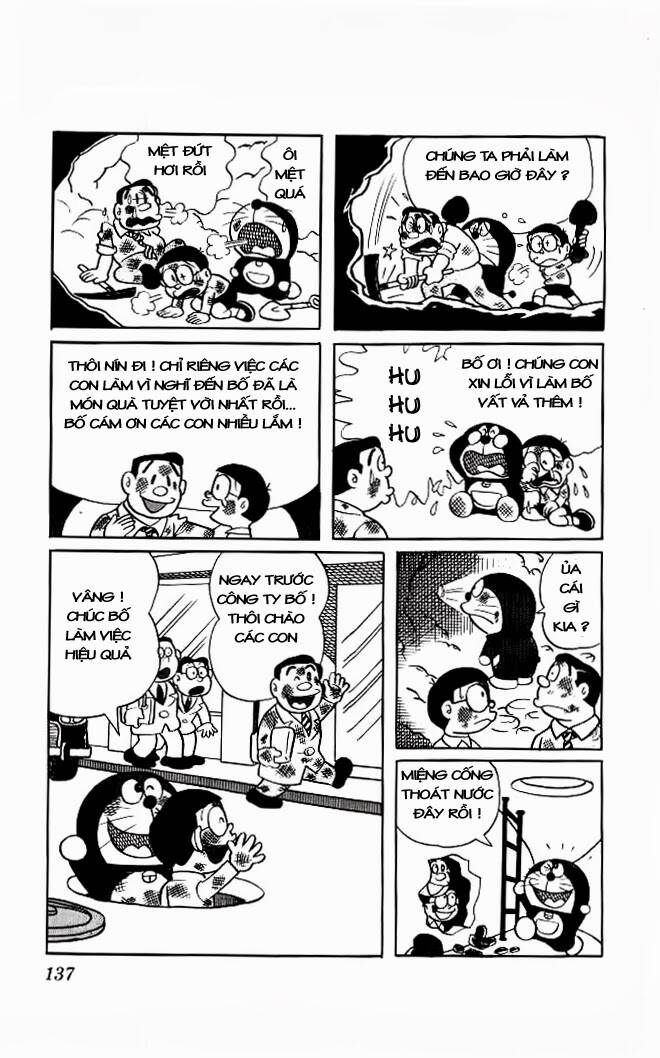 CHÚNG TA PHẢI LÀM
ĐẾN BAO GIỜ ĐÂY ?
ÔI
MỆT
QUÁ
MỆT ĐỨT
HƠI RỒI
BỐ ƠI ! CHÚNG CON
XIN LỖI VÌ LÀM BỐ
VẤT VẢ THÊM !
HU
HU
HU
THÔI NÍN ĐI ! CHỈ RIÊNG VIỆC CÁC
CON LÀM VÌ NGHĨ ĐẾN BỐ ĐÃ LÀ
MÓN QUÀ TUYỆT VỜI NHẤT RỒI...
BỐ CÁM ƠN CÁC CON NHIỀU LẮM !
ỦA
CÁI
GÌ
KIA ?
MIỆNG CỐNG
THOÁT NƯỚC
ĐÂY RỒI !
NGAY TRƯỚC
CÔNG TY BỐ !
THÔI CHÀO
CÁC CON
VÂNG !
CHÚC BỐ
LÀM VIỆC
HIỆU QUẢ
137